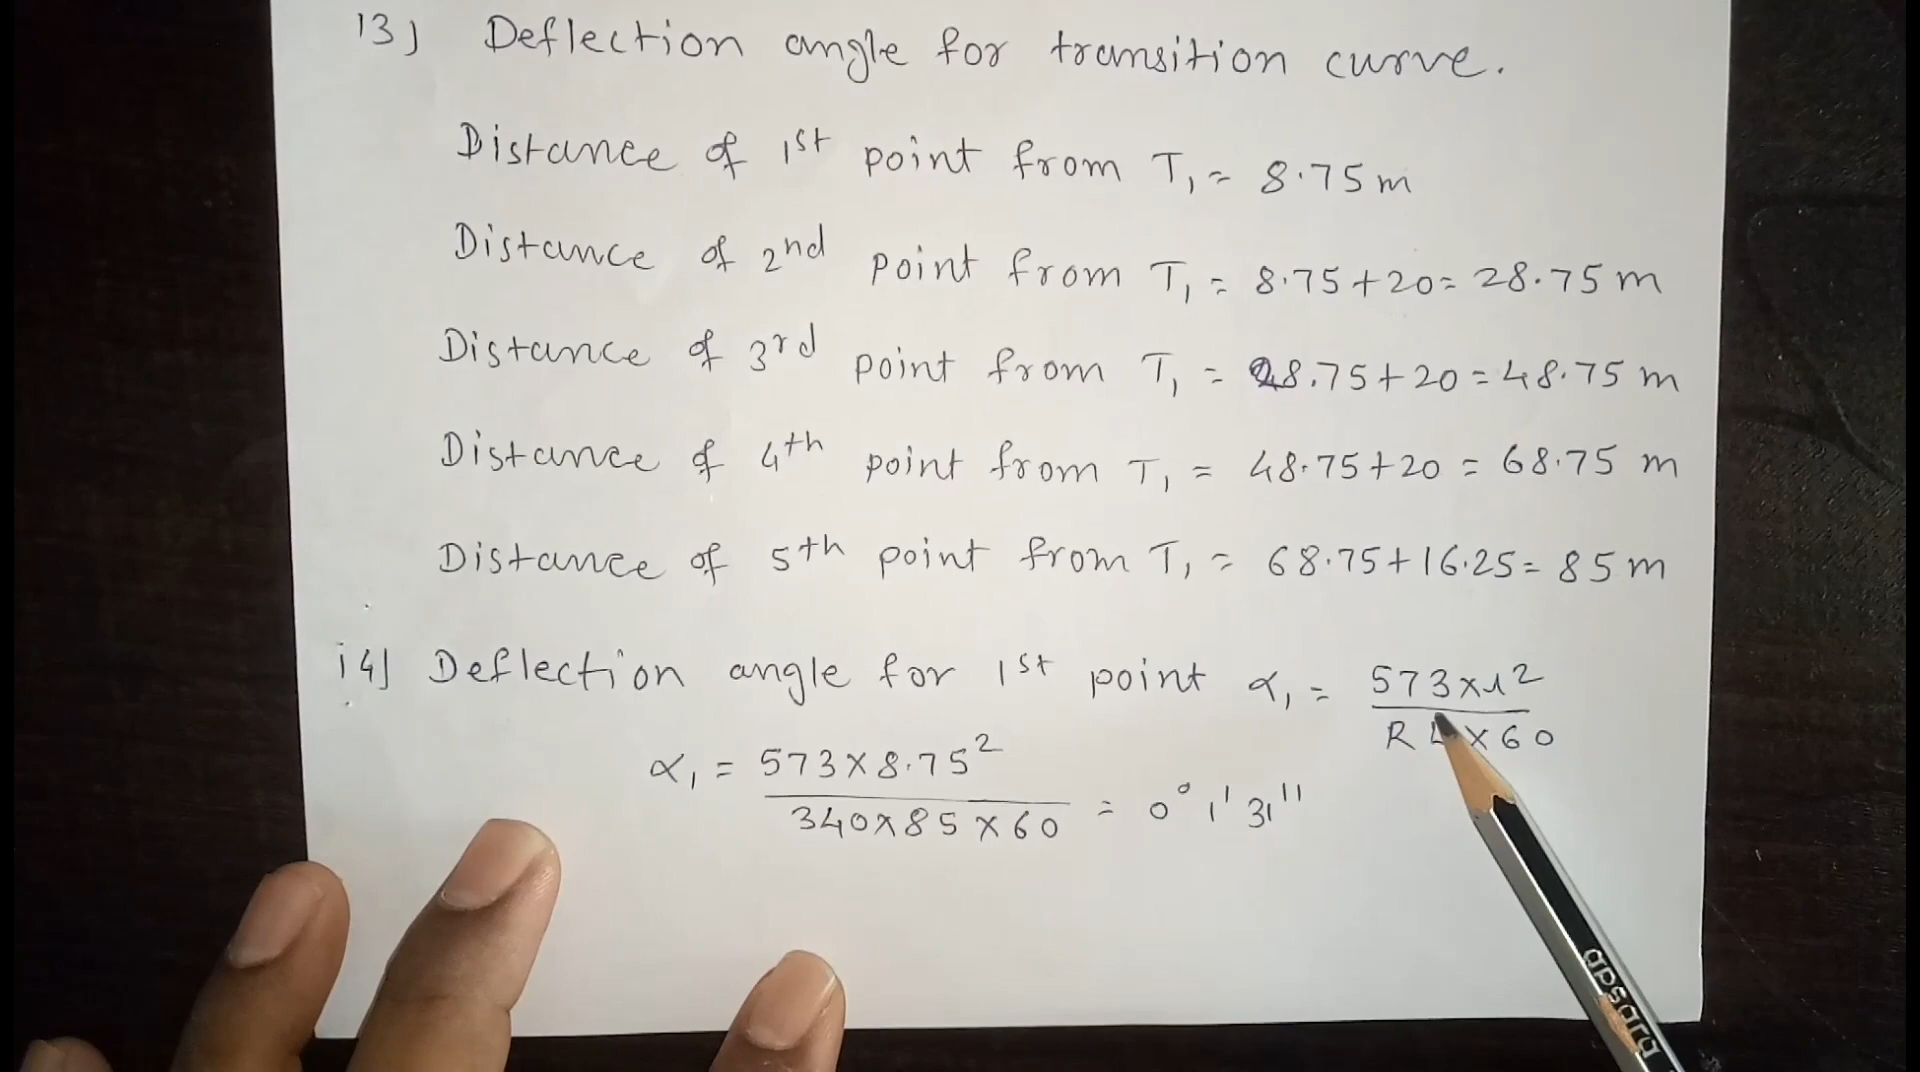 13) Deflection angle for transition curve.
Distance of 1st point from T₁ = 8.75m
Distance of 2nd point from T₁ = 8.75+20= 28.75 m
Distance of 3rd point from T₁ = 28.75+20 = 48.75 m
Distance of 4th point from T₁ = 48.75+20 = 68.75 m
Distance of 5th point from T₁ = 68.75+16.25= 85 m
14) Deflection angle for 1st point α₁ = 573×l² / RL×60
α₁ = 573×8.75² / 340×85×60 = 0° 1' 31"
apsara